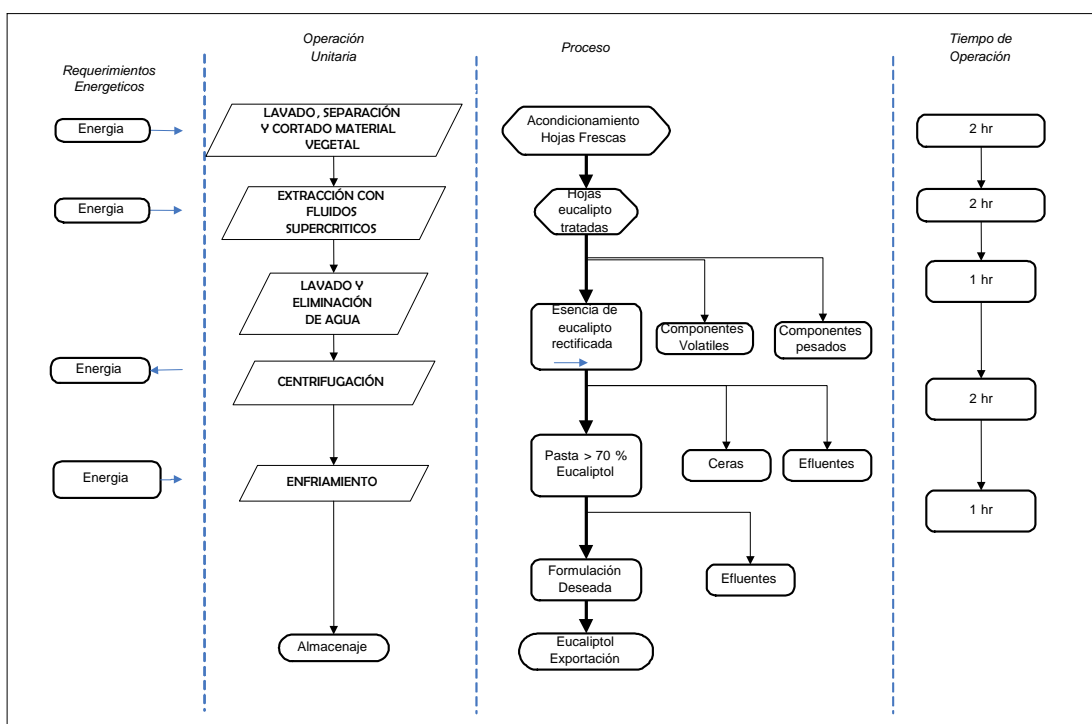 Requerimientos
Energeticos
Energia
Energia
Energia
Energia
Operación
Unitaria
LAVADO, SEPARACIÓN
Y CORTADO MATERIAL
VEGETAL
EXTRACCIÓN CON
FLUIDOS
SUPERCRITICOS
LAVADO Y
ELIMINACIÓN
DE AGUA
CENTRIFUGACIÓN
ENFRIAMIENTO
Almacenaje
Proceso
Acondicionamiento
Hojas Frescas
Hojas
eucalipto
tratadas
Esencia de
eucalipto
rectificada
Componentes
Volatiles
Componentes
pesados
Pasta > 70 %
Eucaliptol
Ceras
Efluentes
Formulación
Deseada
Efluentes
Eucaliptol
Exportación
Tiempo de
Operación
2 hr
2 hr
1 hr
2 hr
1 hr